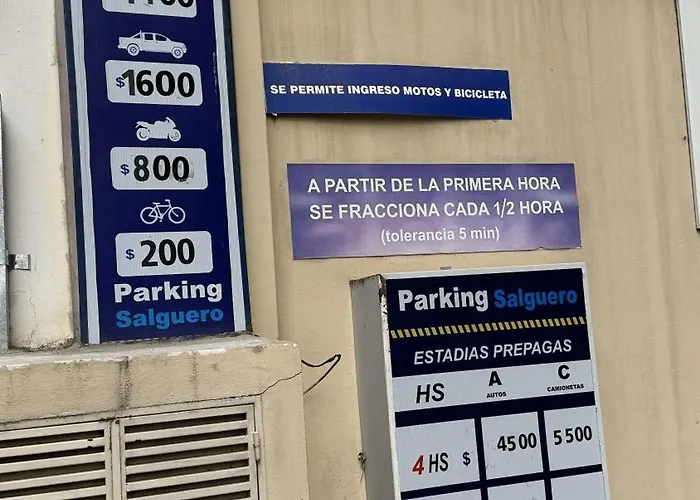 $1600
$800
$200
Parking
Salguero
SE PERMITE INGRESO MOTOS Y BICICLETA
A PARTIR DE LA PRIMERA HORA
SE FRACCIONA CADA 1/2 HORA
(tolerancia 5 min)
Parking Salguero
ESTADIAS PREPAGAS
HS A C
AUTOS CAMIONETAS
4 HS $ 4500 5500